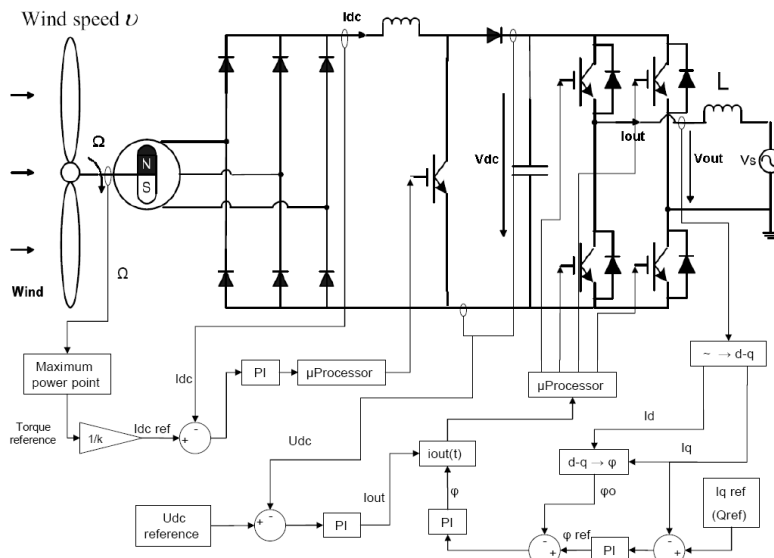 Wind speed υ
Idc
Ω
N
S
Vdc
Iout
L
Vout
Vs
Wind
Ω
Maximum
power point
Idc
PI
μProcessor
μProcessor
~ → d-q
Torque
reference
1/k
Idc ref
-
+
Udc
Iout
iout(t)
Id
Iq
d-q → φ
φ
φo
Udc
reference
+
-
PI
PI
-
+
φ ref
PI
-
+
Iq ref
(Qref)